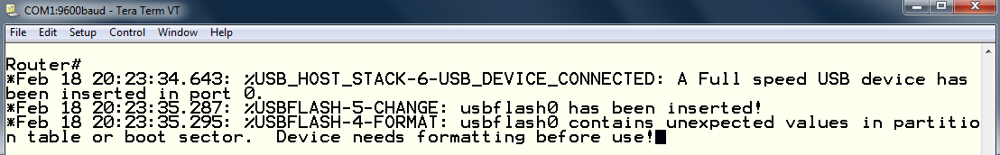 COM1:9600baud - Tera Term VT
File Edit Setup Control Window Help
Router#
*Feb 18 20:23:34.643: %USB_HOST_STACK-6-USB_DEVICE_CONNECTED: A Full speed USB device has
been inserted in port 0.
*Feb 18 20:23:35.287: %USBFLASH-5-CHANGE: usbflash0 has been inserted!
*Feb 18 20:23:35.295: %USBFLASH-4-FORMAT: usbflash0 contains unexpected values in partitio
n table or boot sector.  Device needs formatting before use!